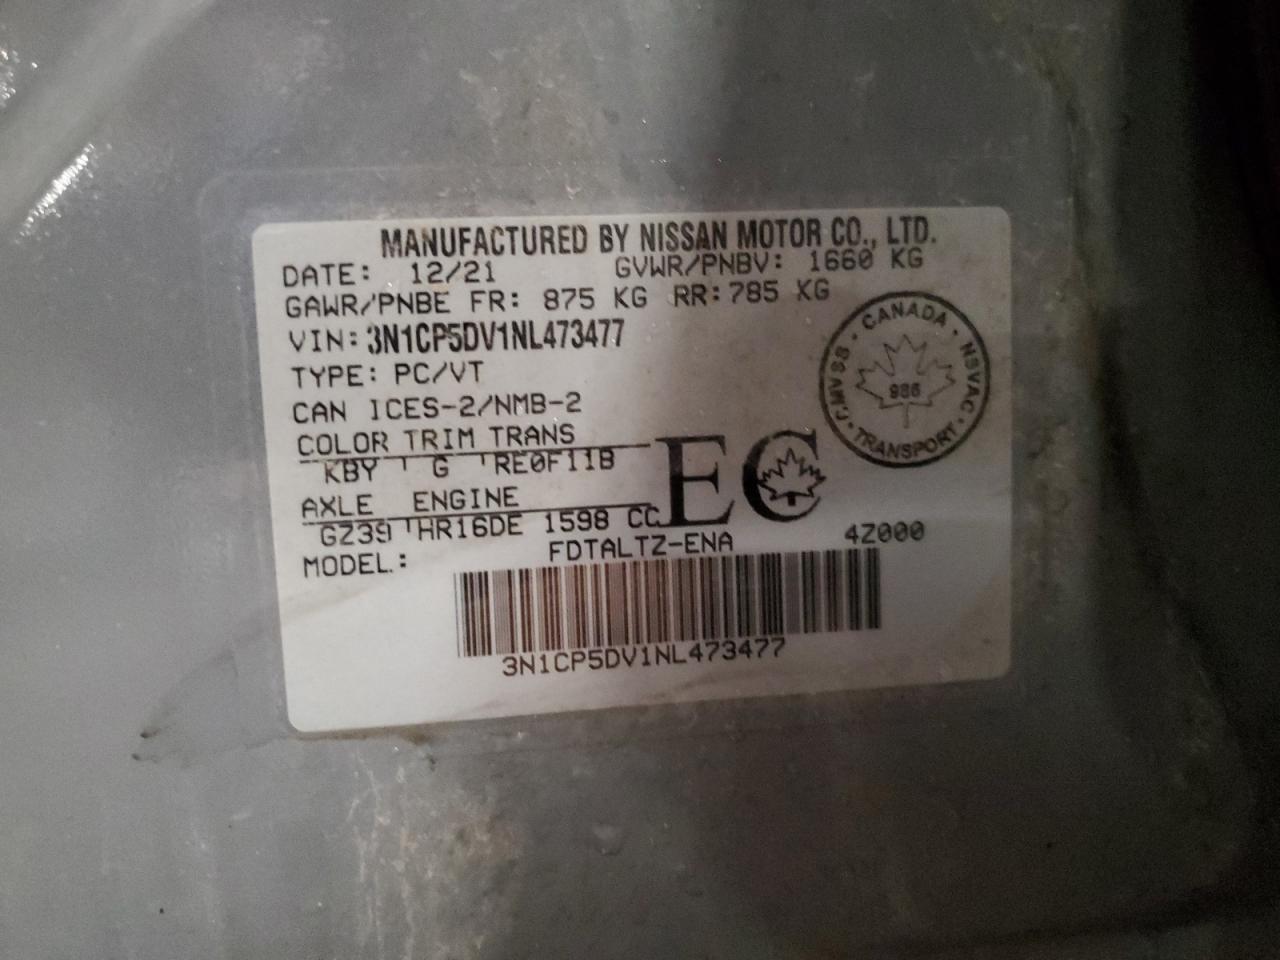 MANUFACTURED BY NISSAN MOTOR CO., LTD.
DATE: 12/21 GVWR/PNBV: 1660 KG
GAWR/PNBE FR: 875 KG RR:785 KG
VIN:3N1CP5DV1NL473477
TYPE: PC/VT
CAN ICES-2/NMB-2
COLOR TRIM TRANS
KBY G RE0F11B
AXLE ENGINE
GZ39 HR16DE 1598 CC
MODEL: FDTALTZ-ENA 4Z000
3N1CP5DV1NL473477
EC
CANADA
NSVAC
TRANSPORT
CMVSS
986